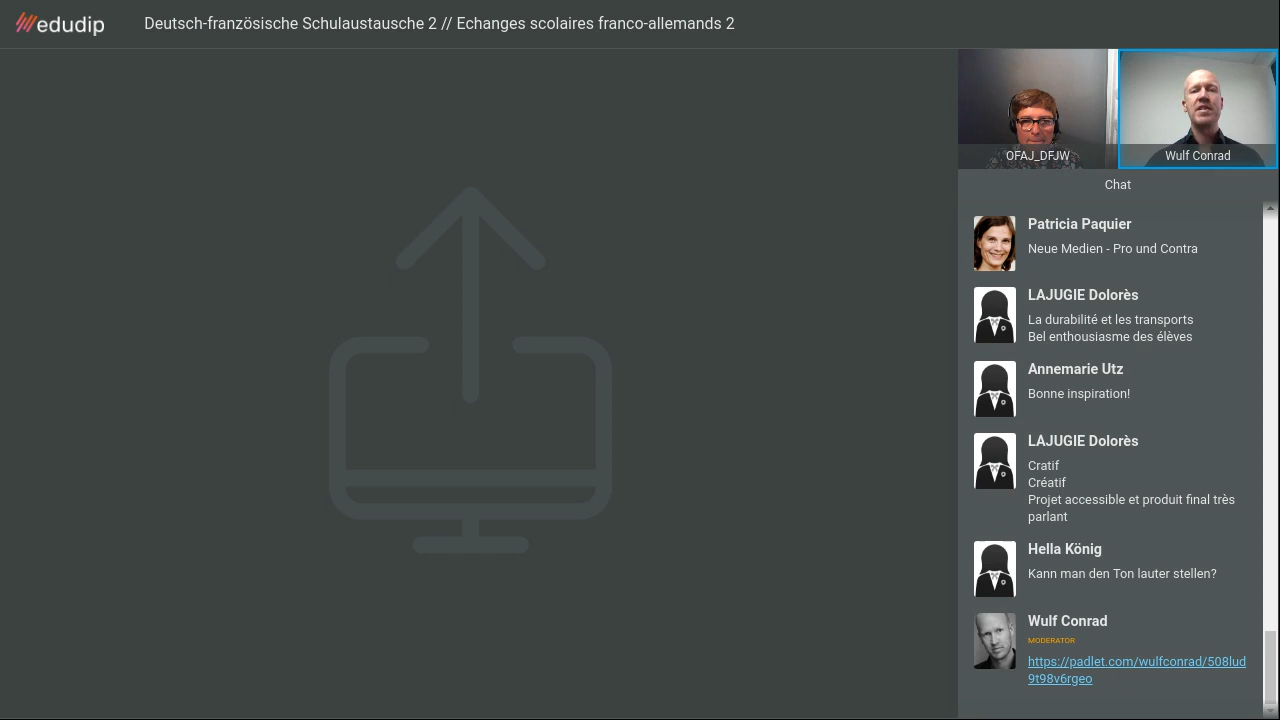 edudip
Deutsch-französische Schulaustausche 2 // Echanges scolaires franco-allemands 2
OFAJ_DFJW
Wulf Conrad
Chat
Patricia Paquier
Neue Medien - Pro und Contra
LAJUGIE Dolorès
La durabilité et les transports
Bel enthousiasme des élèves
Annemarie Utz
Bonne inspiration!
LAJUGIE Dolorès
Cratif
Créatif
Projet accessible et produit final très
parlant
Hella König
Kann man den Ton lauter stellen?
Wulf Conrad
MODERATOR
https://padlet.com/wulfconrad/508lud
9t98v6rgeo